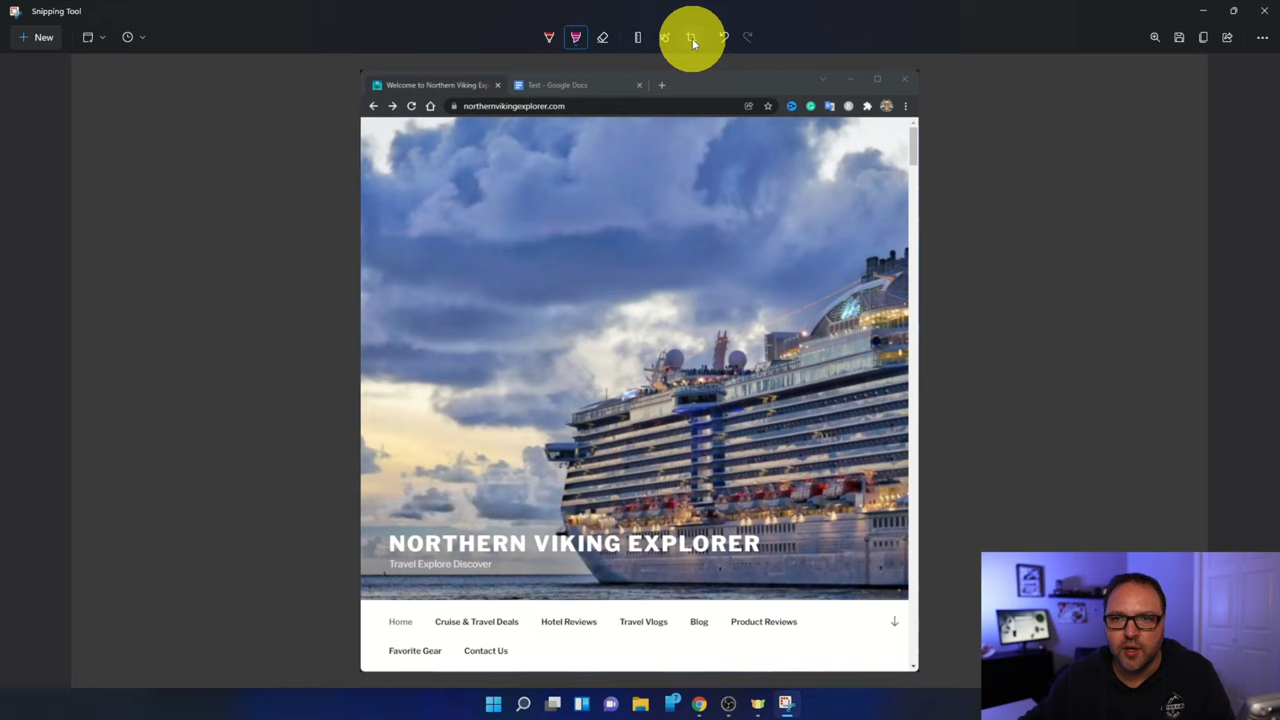 Snipping Tool
New
Welcome to Northern Viking Exp
Test - Google Docs
northernvikingexplorer.com
NORTHERN VIKING EXPLORER
Travel Explore Discover
Home Cruise & Travel Deals Hotel Reviews Travel Vlogs Blog Product Reviews
Favorite Gear Contact Us
7